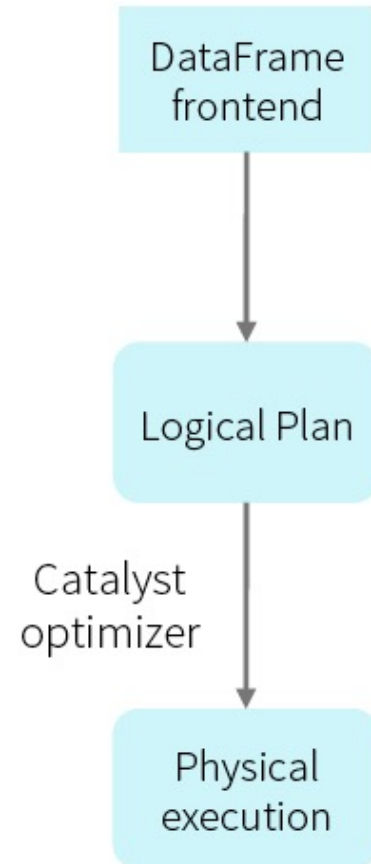 DataFrame
frontend
Logical Plan
Catalyst
optimizer
Physical
execution